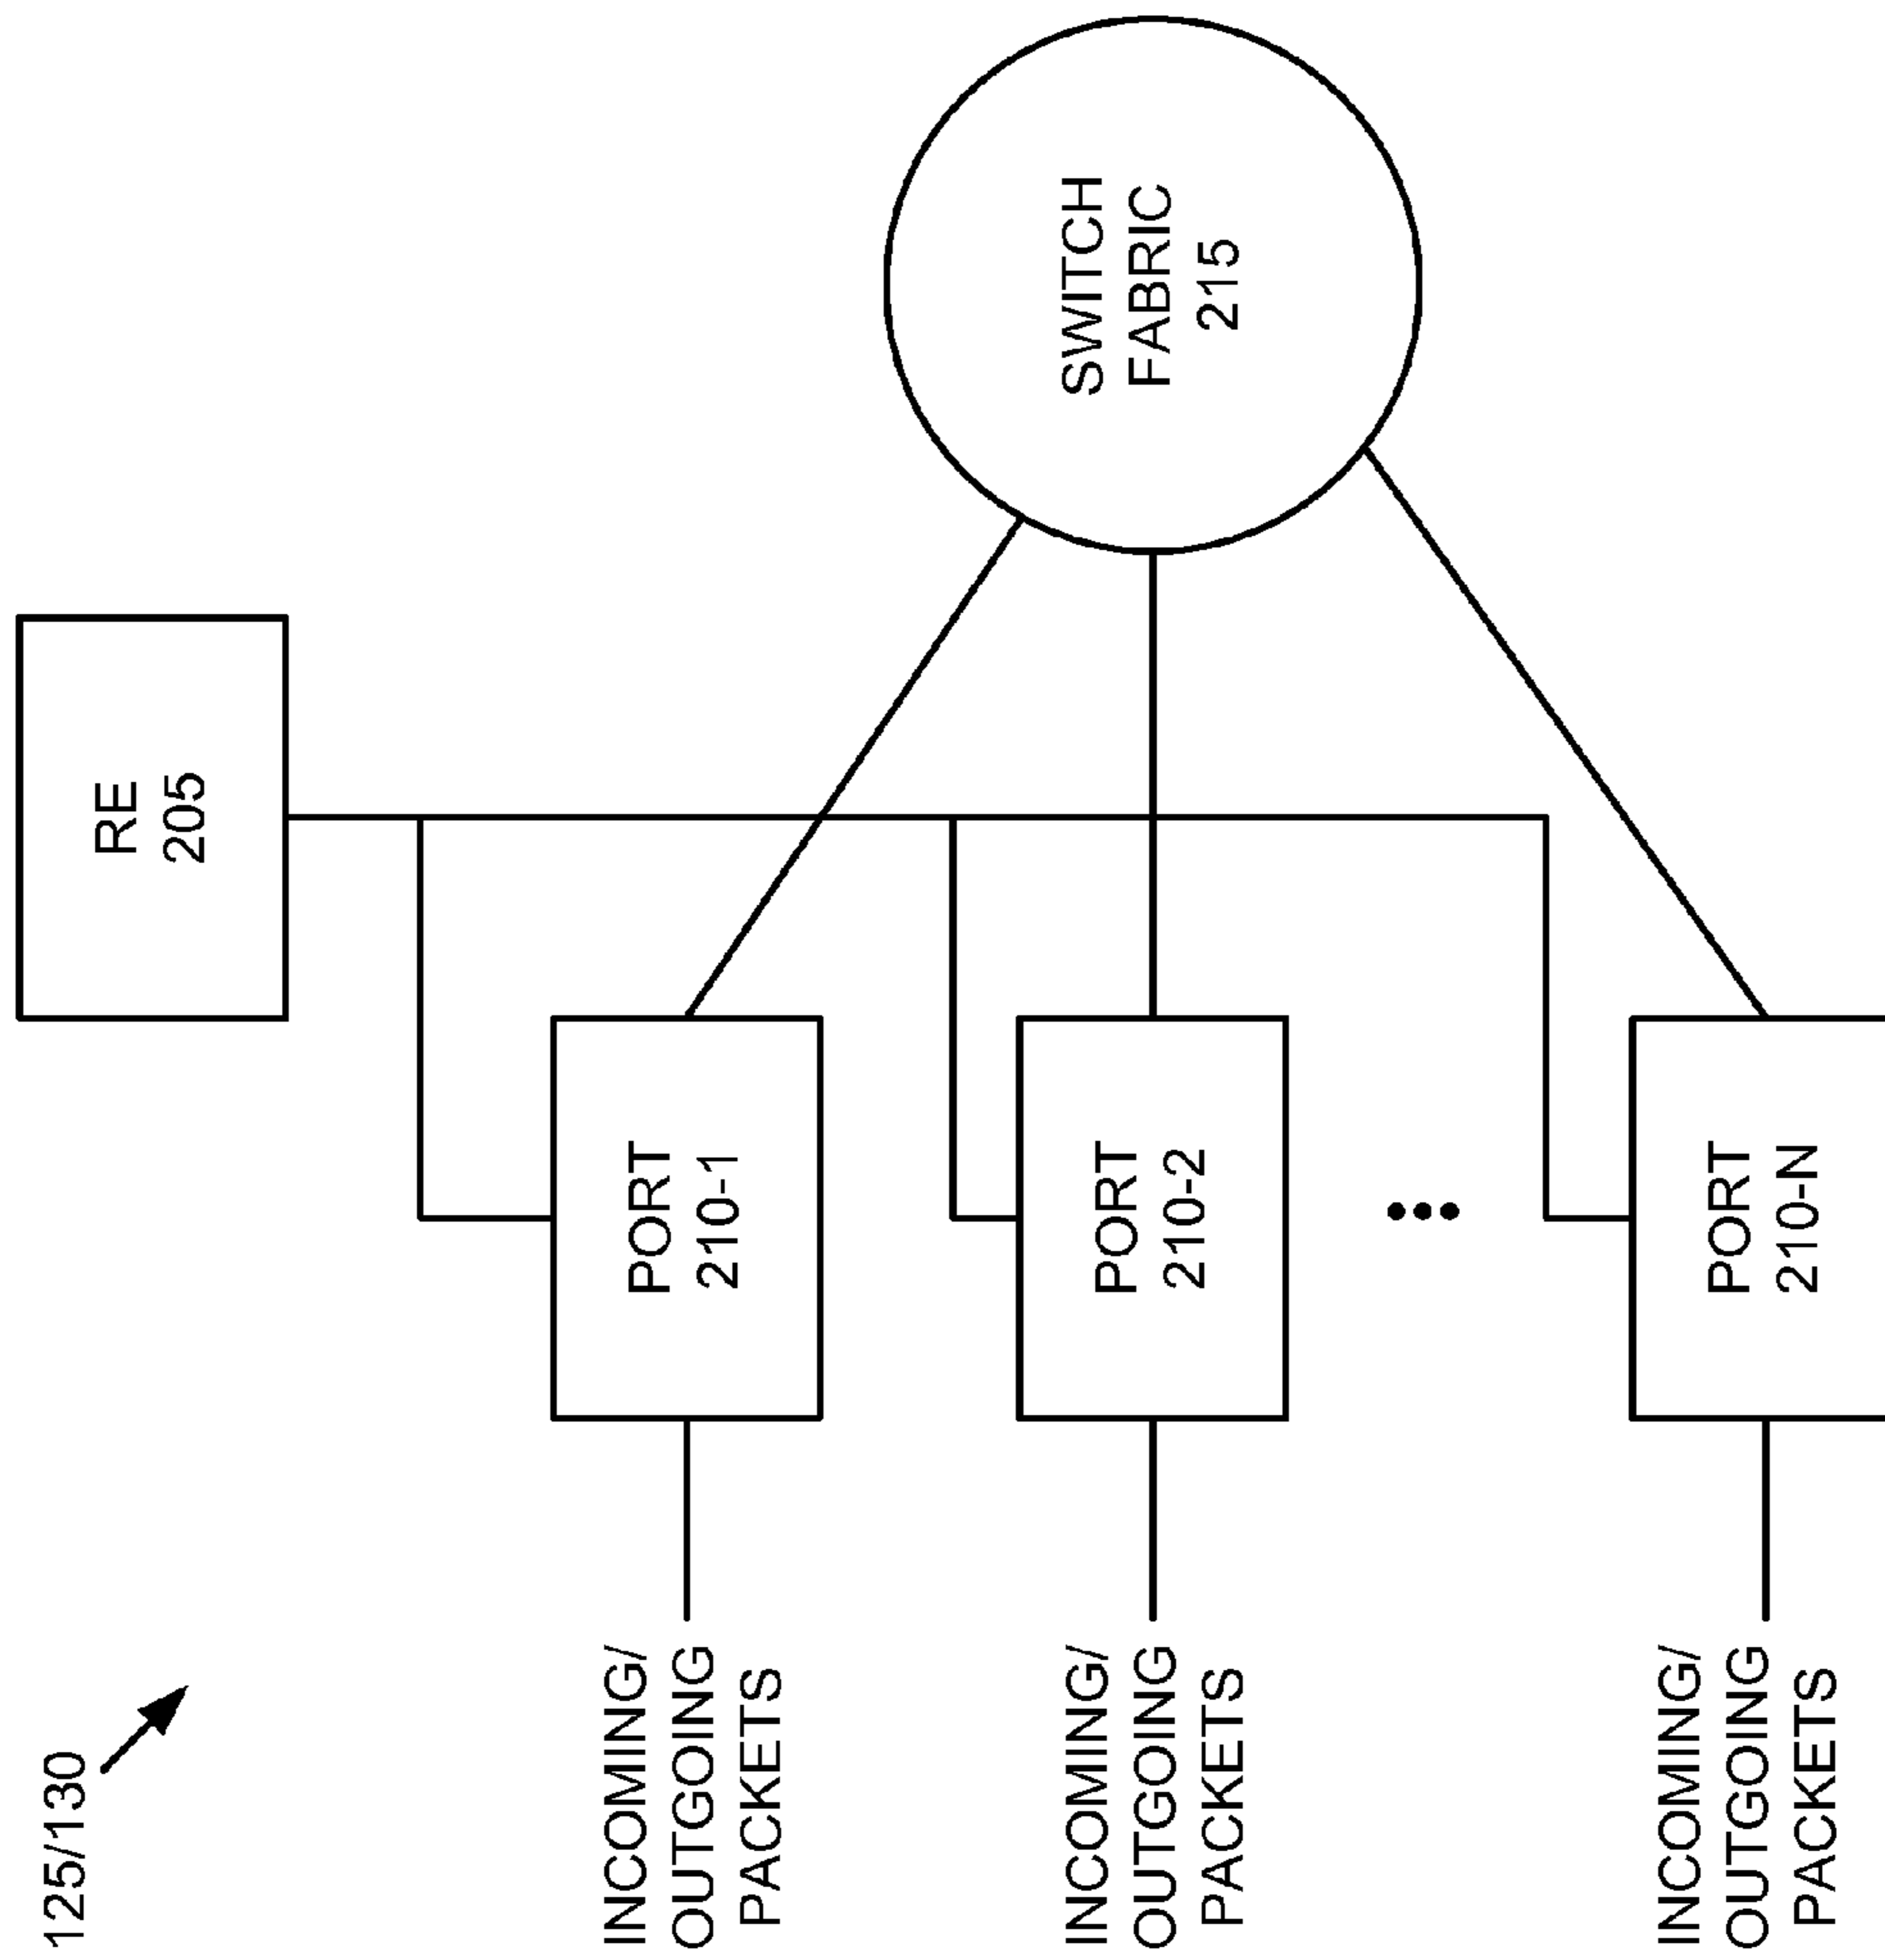 125/130
RE
205
INCOMING/
OUTGOING
PACKETS
PORT
210-1
SWITCH
FABRIC
215
INCOMING/
OUTGOING
PACKETS
PORT
210-2
INCOMING/
OUTGOING
PACKETS
PORT
210-N